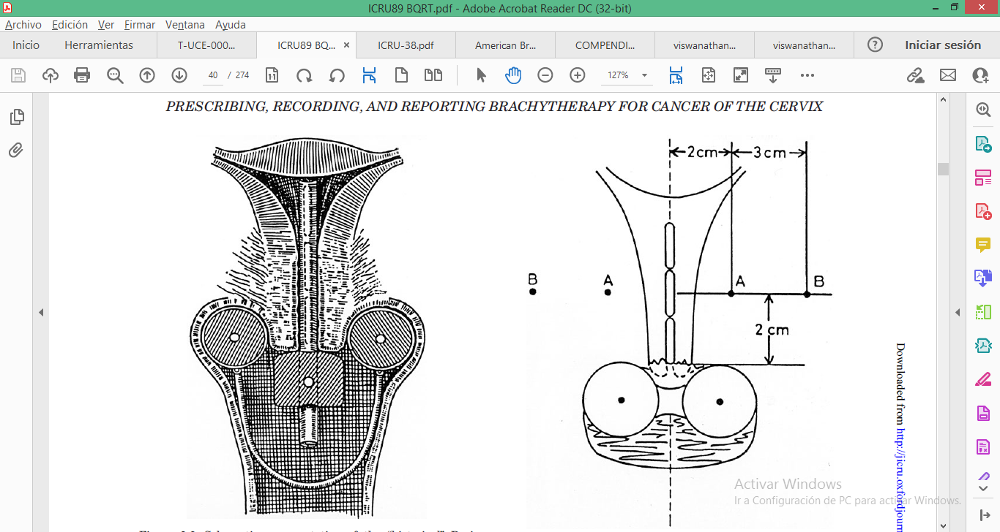 ICRU89 BQRT.pdf - Adobe Acrobat Reader DC (32-bit)
Archivo Edición Ver Firmar Ventana Ayuda
Inicio Herramientas T-UCE-000... ICRU89 BQ... × ICRU-38.pdf American Br... COMPENDI... viswanathan... viswanathan... ? Iniciar sesión
40 / 274 1:1 127%
PRESCRIBING, RECORDING, AND REPORTING BRACHYTHERAPY FOR CANCER OF THE CERVIX
2cm 3cm
B A A B
2 cm
Downloaded from http://jicru.oxfordjourn
Activar Windows
Ir a Configuración de PC para activar Windows.